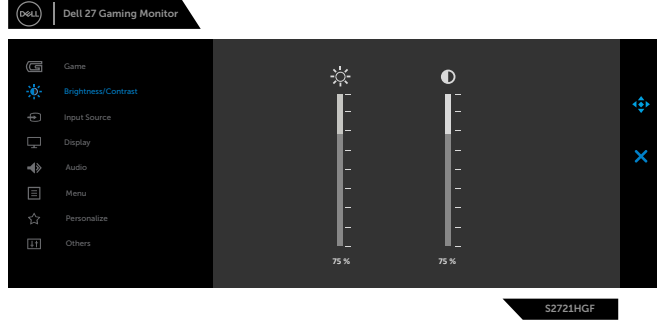 DELL
Dell 27 Gaming Monitor
Game
Brightness/Contrast
Input Source
Display
Audio
Menu
Personalize
Others
75 %
75 %
S2721HGF